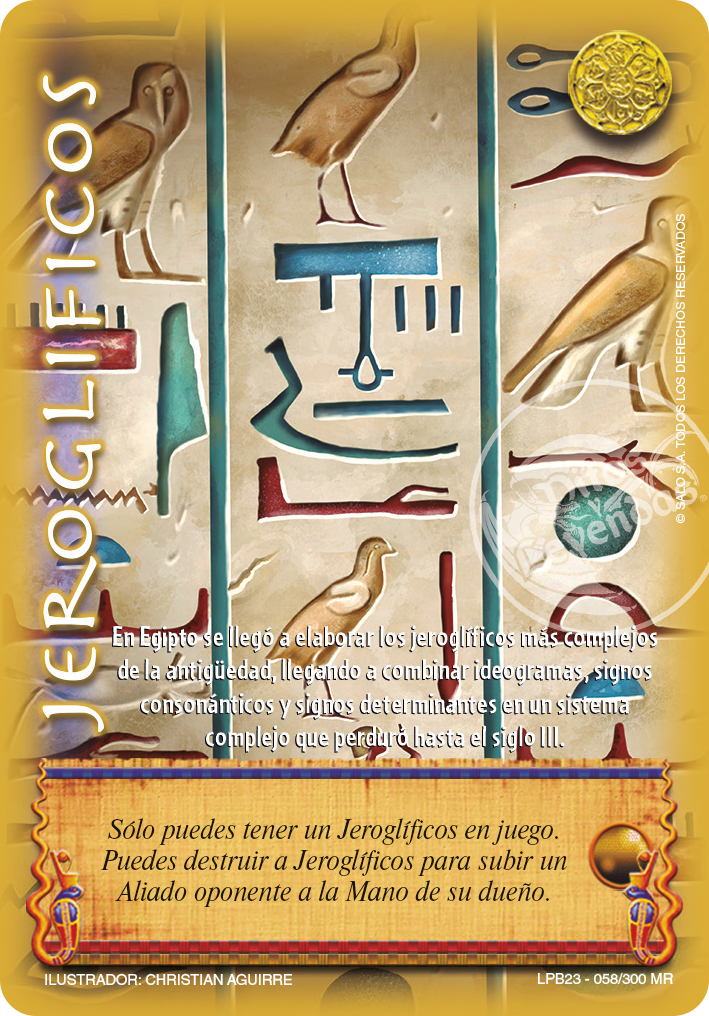 JEROGLIFICOS
© SALO S.A. TODOS LOS DERECHOS RESERVADOS
Mitos y Leyendas
En Egipto se llegó a elaborar los jeroglíficos más complejos
de la antigüedad, llegando a combinar ideogramas, signos
consonánticos y signos determinantes en un sistema
complejo que perduró hasta el siglo III.
Sólo puedes tener un Jeroglíficos en juego.
Puedes destruir a Jeroglíficos para subir un
Aliado oponente a la Mano de su dueño.
ILUSTRADOR: CHRISTIAN AGUIRRE
LPB23 - 058/300 MR